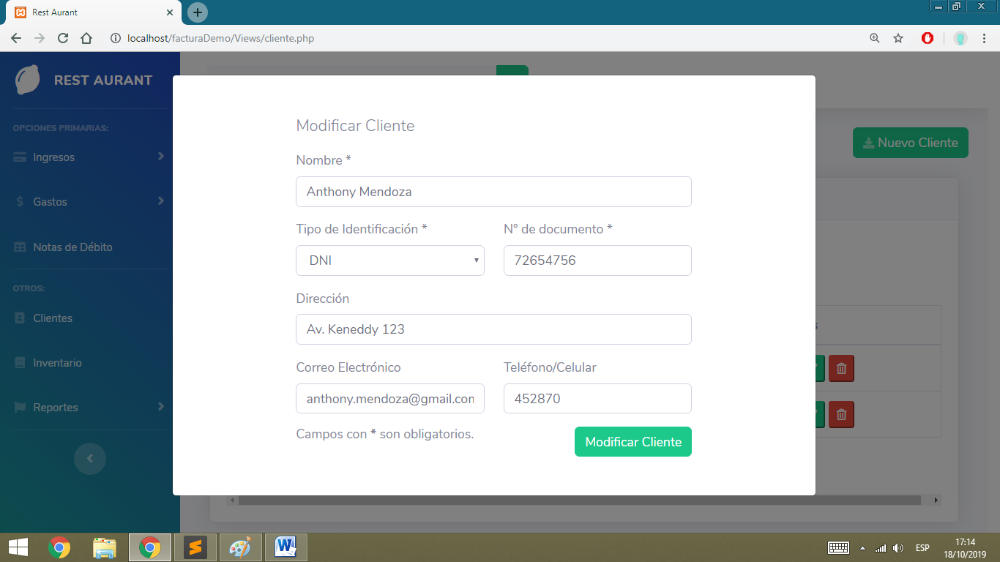 Rest Aurant
localhost/facturaDemo/Views/cliente.php
REST AURANT
OPCIONES PRIMARIAS:
Ingresos
Gastos
Notas de Débito
OTROS:
Clientes
Inventario
Reportes
Nuevo Cliente
Modificar Cliente
Nombre *
Anthony Mendoza
Tipo de Identificación * N° de documento *
DNI 72654756
Dirección
Av. Keneddy 123
Correo Electrónico Teléfono/Celular
anthony.mendoza@gmail.con 452870
Campos con * son obligatorios.
Modificar Cliente
ESP
17:14
18/10/2019